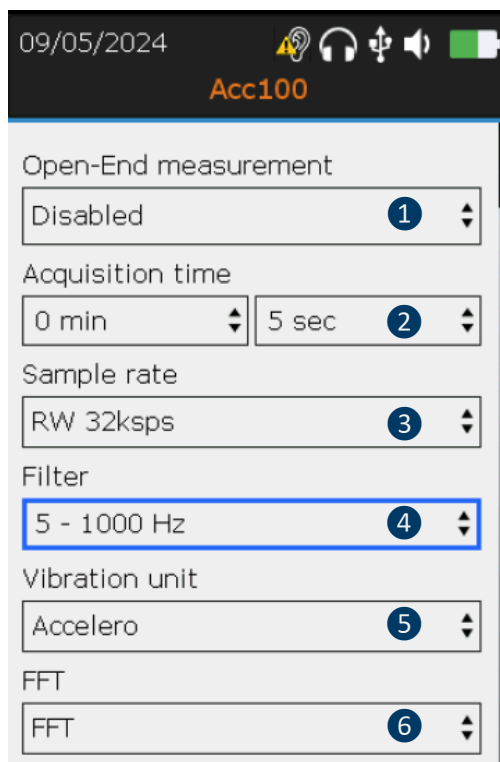 09/05/2024
Acc100
Open-End measurement
Disabled 1
Acquisition time
0 min 5 sec 2
Sample rate
RW 32ksps 3
Filter
5 - 1000 Hz 4
Vibration unit
Accelero 5
FFT
FFT 6